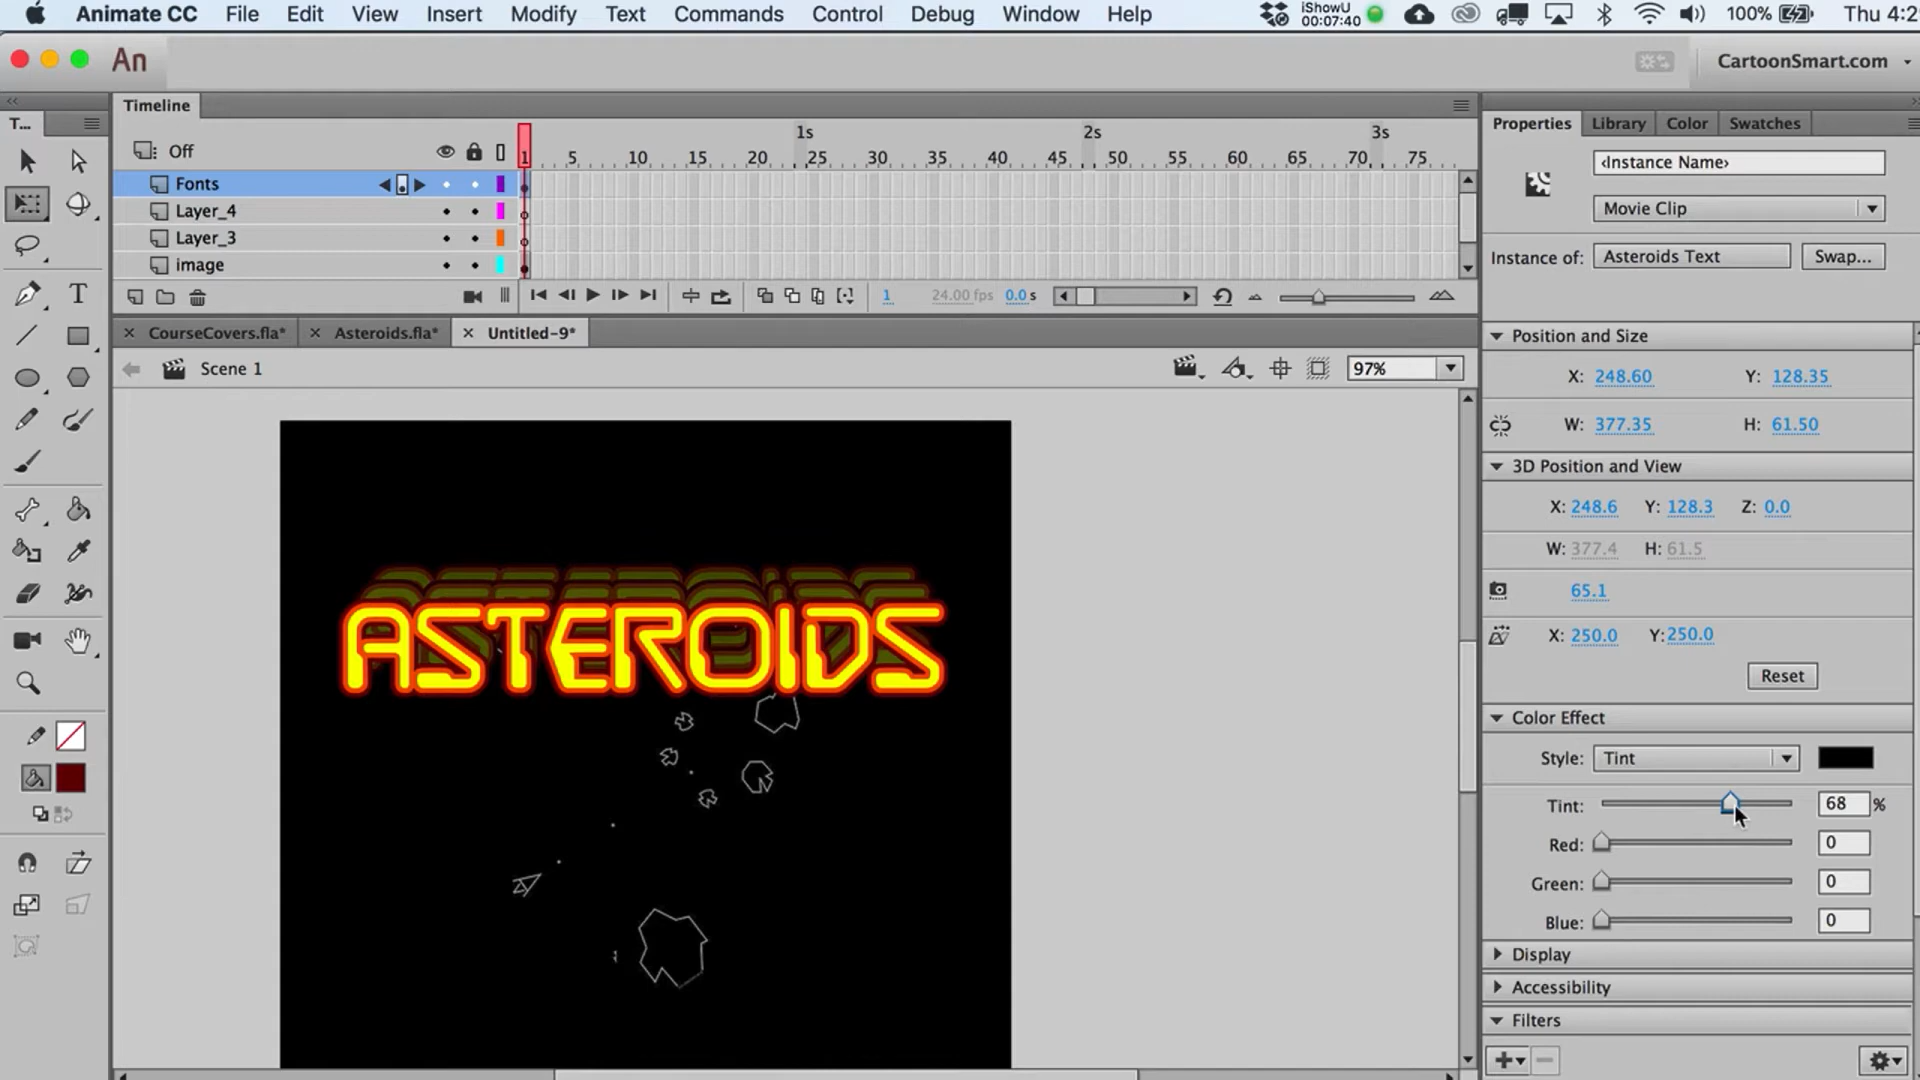 Animate CC File Edit View Insert Modify Text Commands Control Debug Window Help iShowU 00:07:40 100%
An CartoonSmart.com
Timeline
T...
Off 1s 2s 3s
1 5 10 15 20 25 30 35 40 45 50 55 60 65 70 75
Fonts
Layer_4
Layer_3
image
1 24.00 fps 0.0 s
CourseCovers.fla* Asteroids.fla* Untitled-9*
Scene 1 97%
ASTEROIDS
T
Properties Library Color Swatches
<Instance Name>
Movie Clip
Instance of: Asteroids Text Swap...
Position and Size
X: 248.60 Y: 128.35
W: 377.35 H: 61.50
3D Position and View
X: 248.6 Y: 128.3 Z: 0.0
W: 377.4 H: 61.5
65.1
X: 250.0 Y: 250.0
Reset
Color Effect
Style: Tint
Tint: 68 %
Red: 0
Green: 0
Blue: 0
Display
Accessibility
Filters